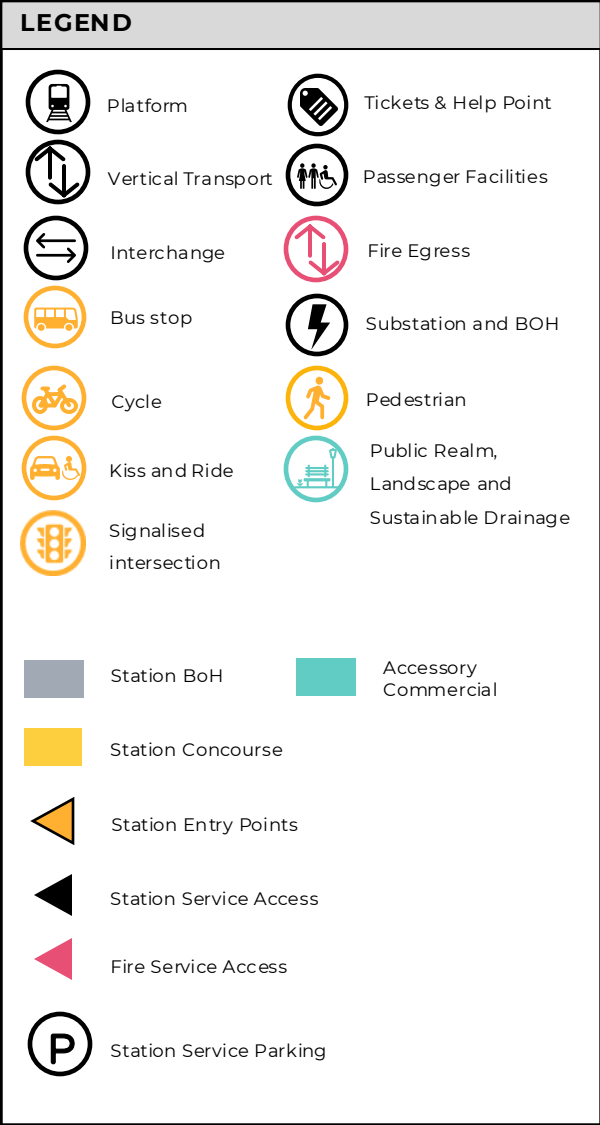 LEGEND
Platform
Tickets & Help Point
Vertical Transport
Passenger Facilities
Interchange
Fire Egress
Bus stop
Substation and BOH
Cycle
Pedestrian
Kiss and Ride
Public Realm,
Landscape and
Sustainable Drainage
Signalised
intersection
Station BoH
Accessory
Commercial
Station Concourse
Station Entry Points
Station Service Access
Fire Service Access
P
Station Service Parking